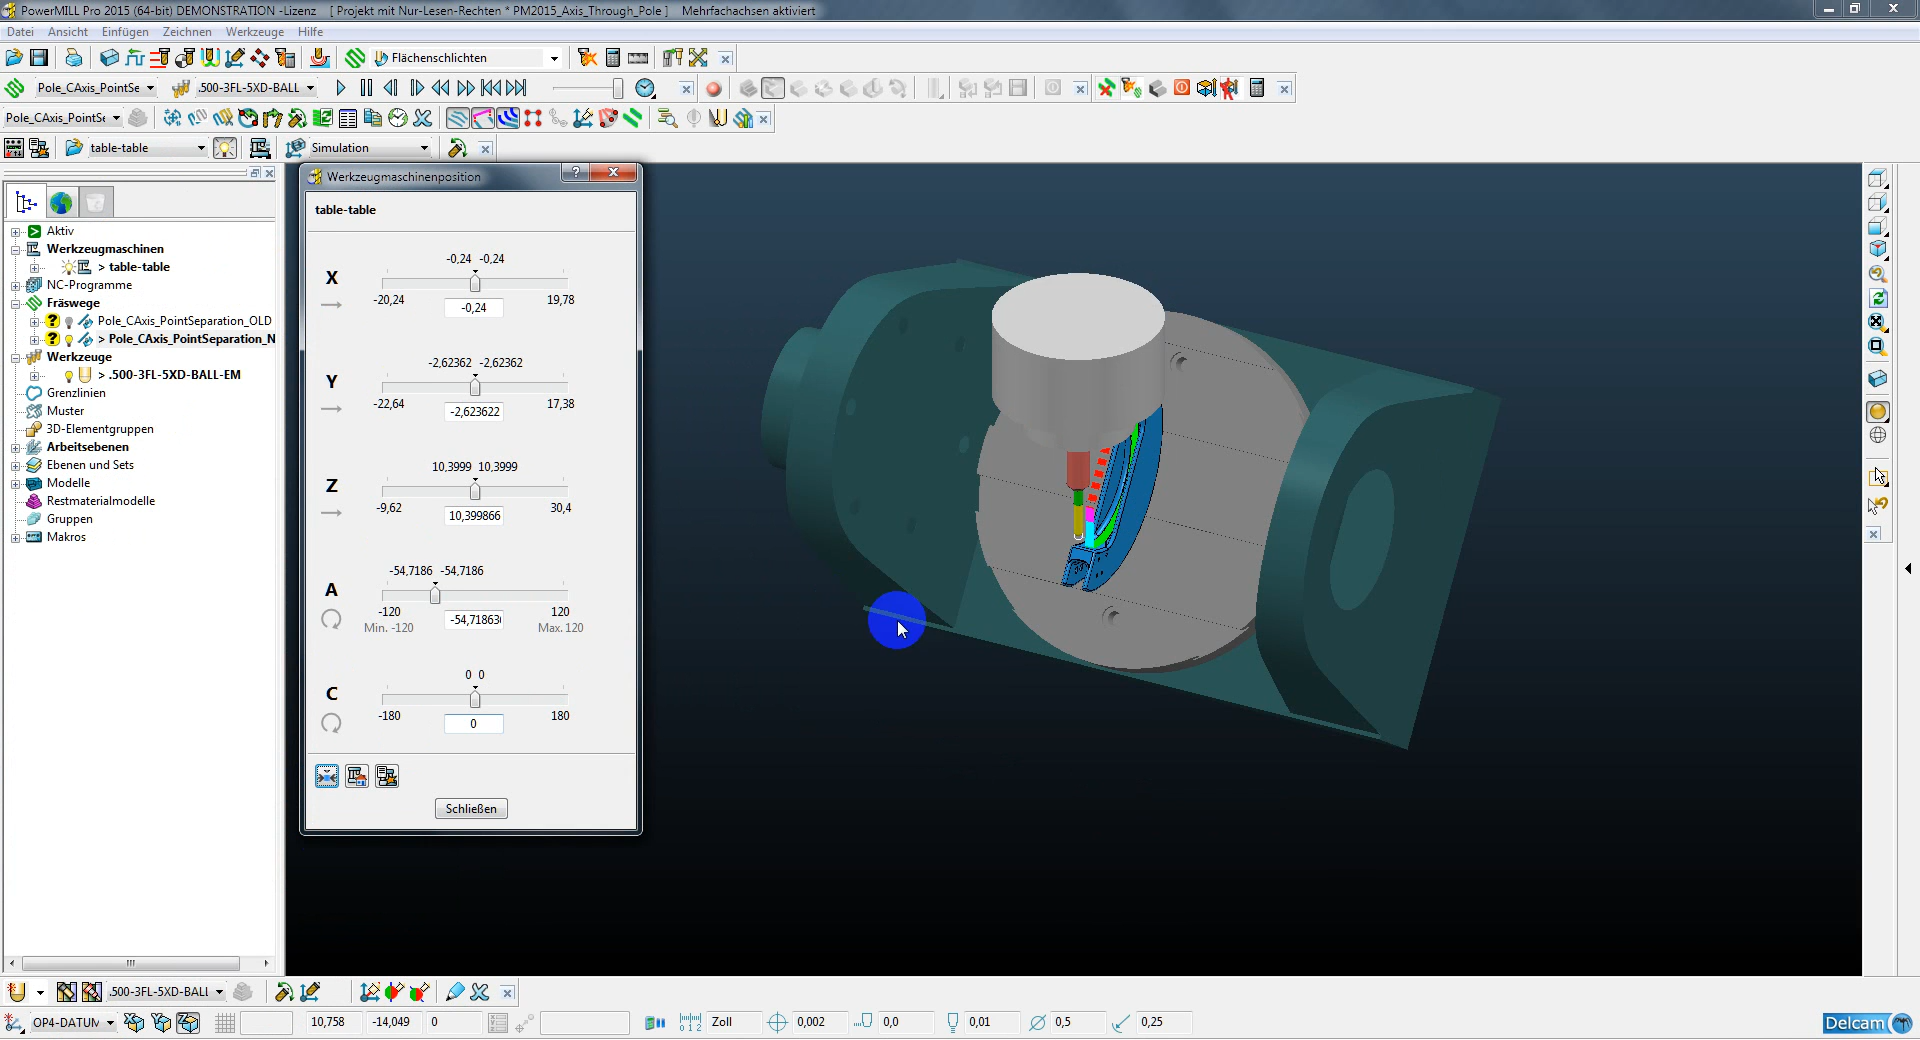 PowerMILL Pro 2015 (64-bit) DEMONSTRATION -Lizenz [ Projekt mit Nur-Lesen-Rechten * PM2015_Axis_Through_Pole ] Mehrfachachsen aktiviert
Datei Ansicht Einfügen Zeichnen Werkzeuge Hilfe
Flächenschlichten
Pole_CAxis_PointSe .500-3FL-5XD-BALL
Pole_CAxis_PointSe
table-table Simulation
Werkzeugmaschinenposition
table-table
X
-0,24 -0,24
-20,24 19,78
-0,24
Y
-2,62362 -2,62362
-22,64 17,38
-2,623622
Z
10,3999 10,3999
-9,62 30,4
10,399866
A
-54,7186 -54,7186
-120 120
-54,71863
Min. -120 Max. 120
C
0 0
-180 180
0
Schließen
Aktiv
Werkzeugmaschinen
> table-table
NC-Programme
Fräswege
Pole_CAxis_PointSeparation_OLD
> Pole_CAxis_PointSeparation_N
Werkzeuge
> .500-3FL-5XD-BALL-EM
Grenzlinien
Muster
3D-Elementgruppen
Arbeitsebenen
Ebenen und Sets
Modelle
Restmaterialmodelle
Gruppen
Makros
.500-3FL-5XD-BALL
OP4-DATUM 10,758 -14,049 0 Zoll 0,002 0,0 0,01 0,5 0,25
Delcam